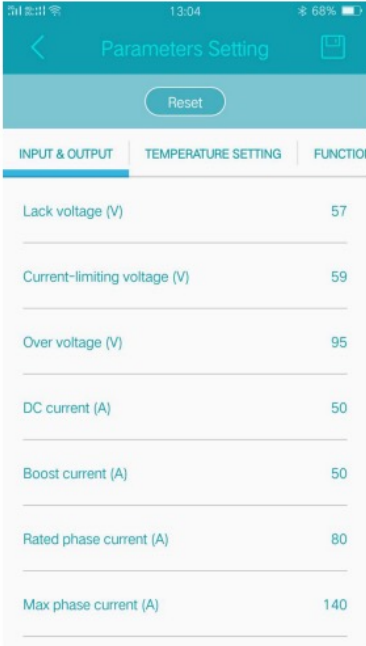 13:04
68%
Parameters Setting
Reset
INPUT & OUTPUT TEMPERATURE SETTING FUNCTIO
Lack voltage (V) 57
Current-limiting voltage (V) 59
Over voltage (V) 95
DC current (A) 50
Boost current (A) 50
Rated phase current (A) 80
Max phase current (A) 140